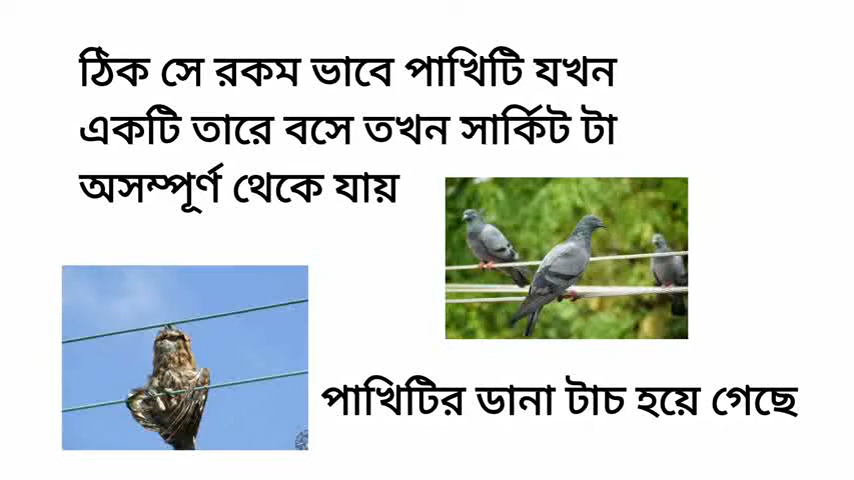 ঠিক সে রকম ভাবে পাখিটি যখন
একটি তারে বসে তখন সার্কিট টা
অসম্পূর্ণ থেকে যায়
পাখিটির ডানা টাচ হয়ে গেছে